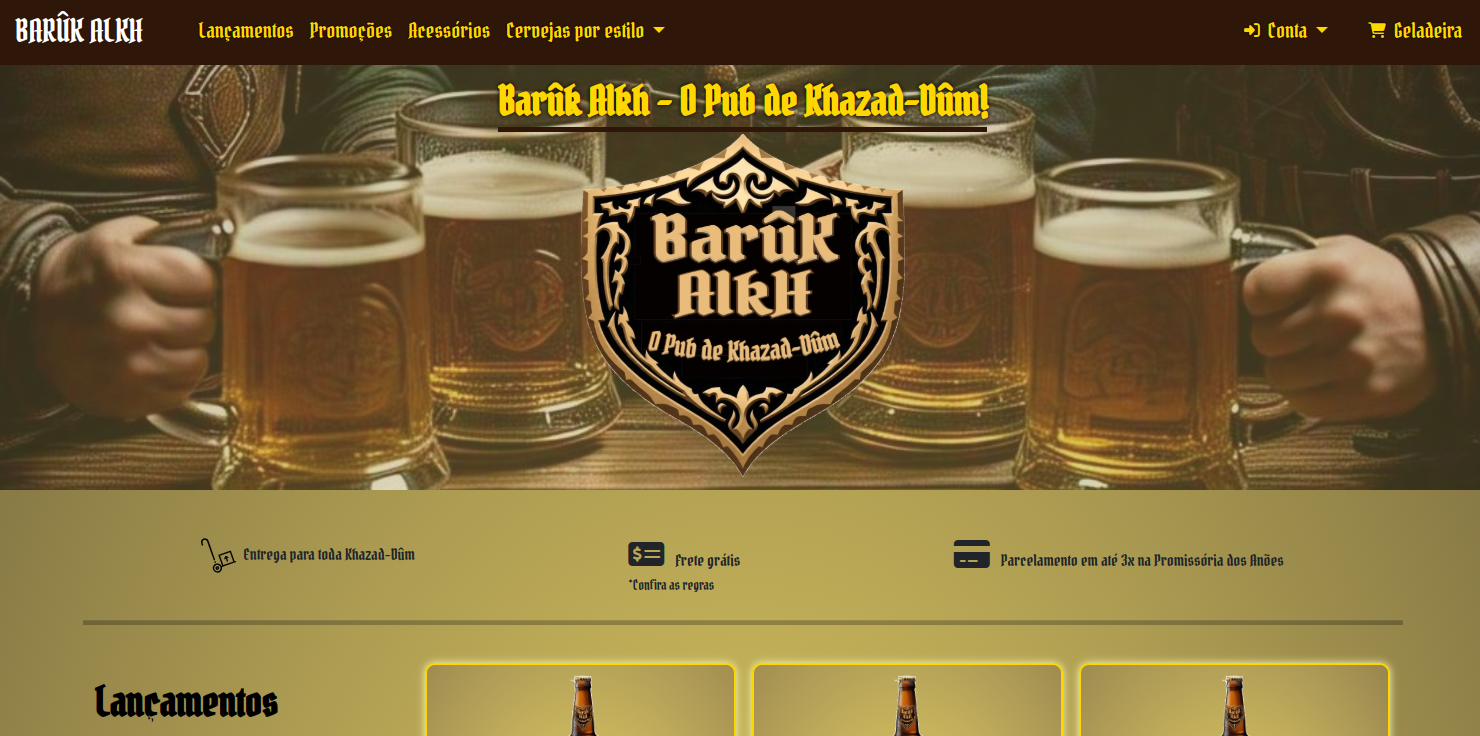 BARÛK ALKH
Lançamentos Promoções Acessórios Cervejas por estilo
Conta Geladeira
Barûk Alkh - O Pub de Khazad-Dûm!
Barûk
AlkH
O Pub de Khazad-Dûm
Entrega para toda Khazad-Dûm
Frete grátis
*Confira as regras
Parcelamento em até 3x na Promissória dos Anões
Lançamentos